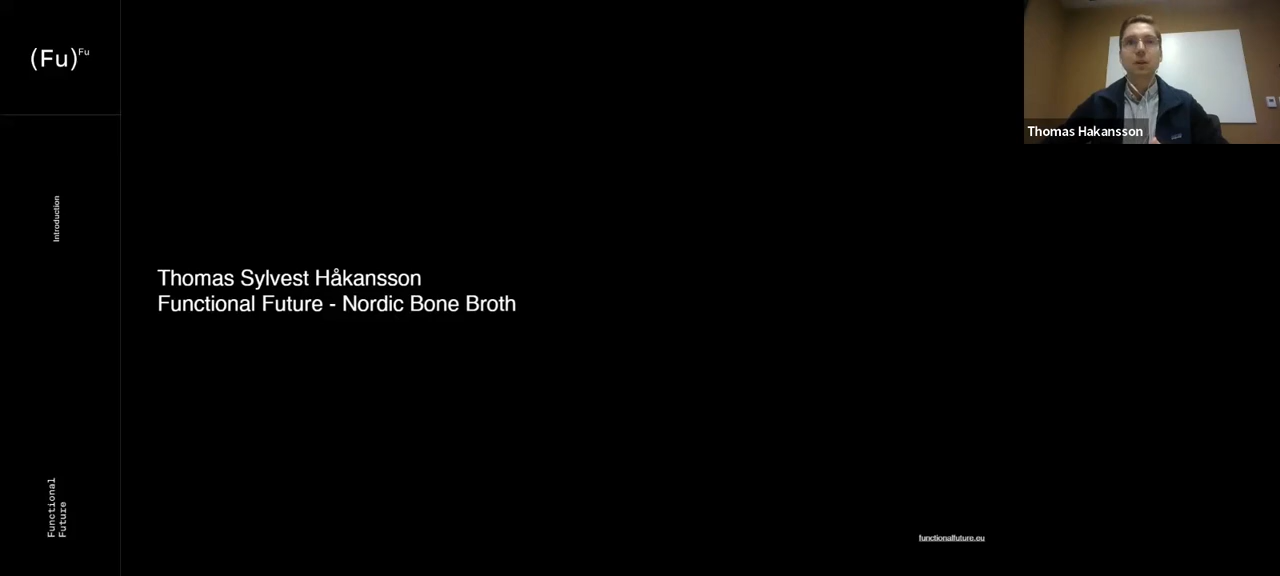 (Fu)Fu
Introduction
Thomas Sylvest Håkansson
Functional Future - Nordic Bone Broth
Functional
Future
functionalfuture.eu
Thomas Hakansson